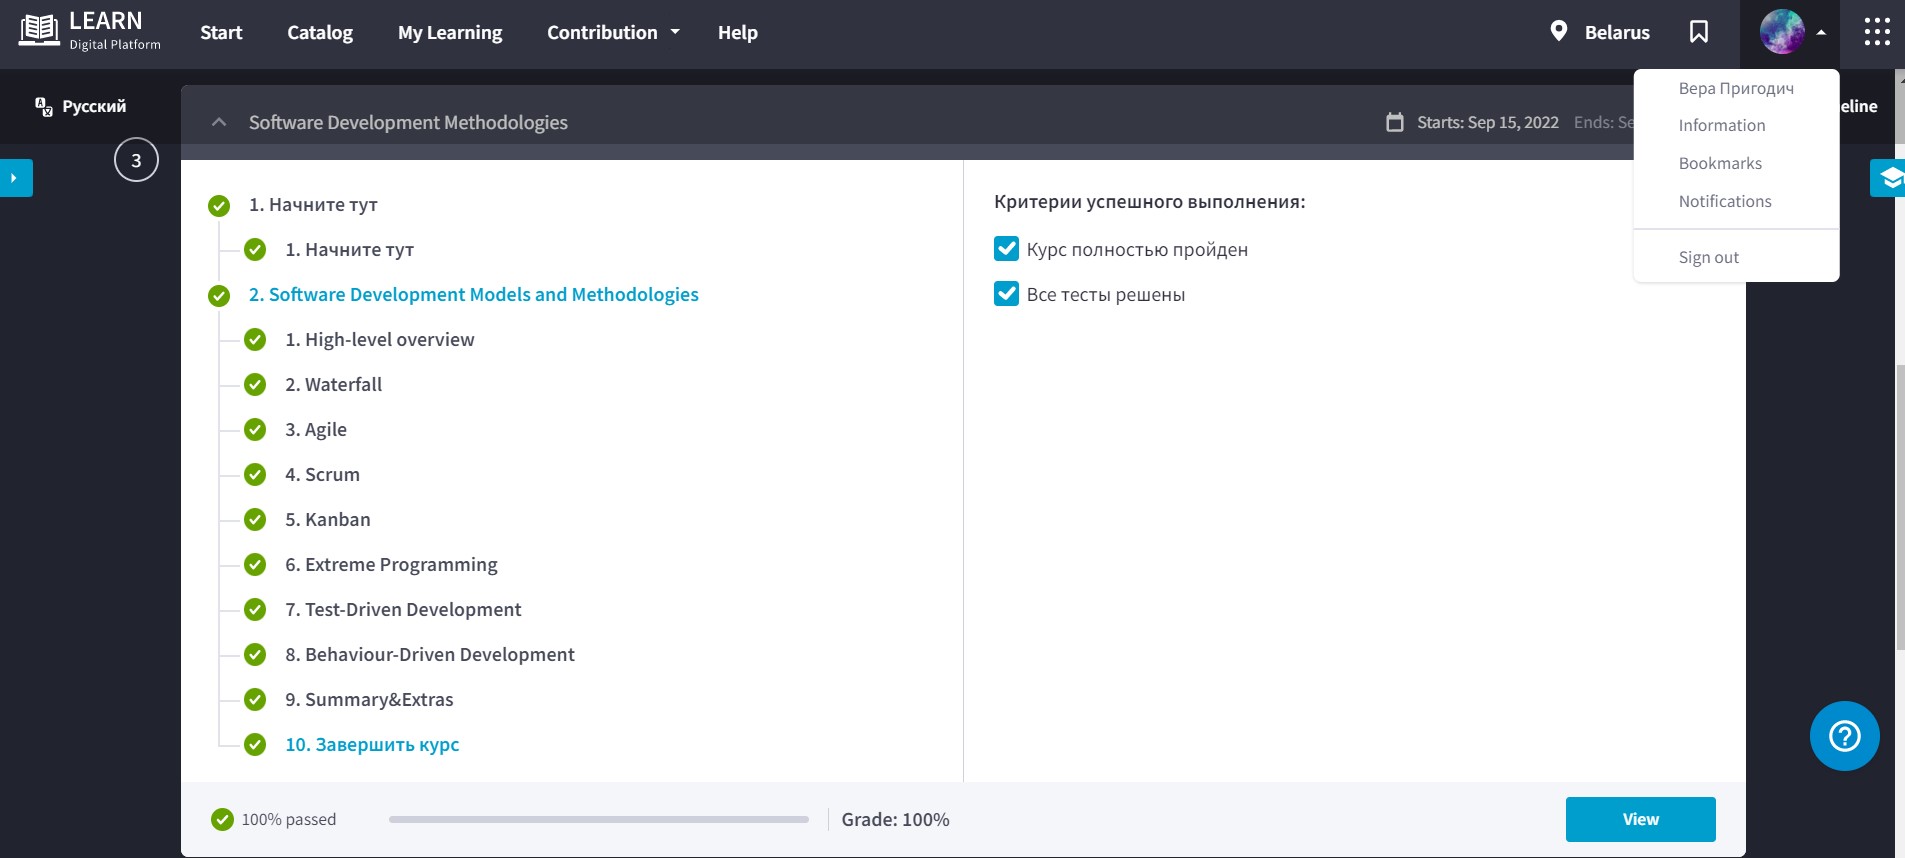 LEARN
Digital Platform
Start
Catalog
My Learning
Contribution
Help
Belarus
Русский
3
Software Development Methodologies
Starts: Sep 15, 2022
Ends:
Вера Пригодич
Information
Bookmarks
Notifications
Sign out
1. Начните тут
1. Начните тут
2. Software Development Models and Methodologies
1. High-level overview
2. Waterfall
3. Agile
4. Scrum
5. Kanban
6. Extreme Programming
7. Test-Driven Development
8. Behaviour-Driven Development
9. Summary&Extras
10. Завершить курс
Критерии успешного выполнения:
Курс полностью пройден
Все тесты решены
100% passed
Grade: 100%
View